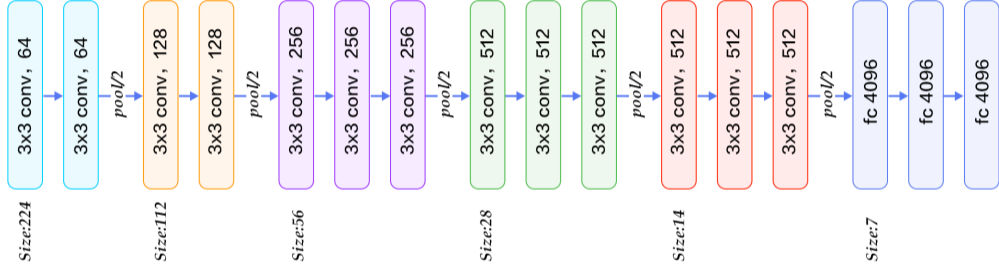 3x3 conv, 64
3x3 conv, 64
pool/2
3x3 conv, 128
3x3 conv, 128
pool/2
3x3 conv, 256
3x3 conv, 256
3x3 conv, 256
pool/2
3x3 conv, 512
3x3 conv, 512
3x3 conv, 512
pool/2
3x3 conv, 512
3x3 conv, 512
3x3 conv, 512
pool/2
fc 4096
fc 4096
fc 4096
Size:224
Size:112
Size:56
Size:28
Size:14
Size:7